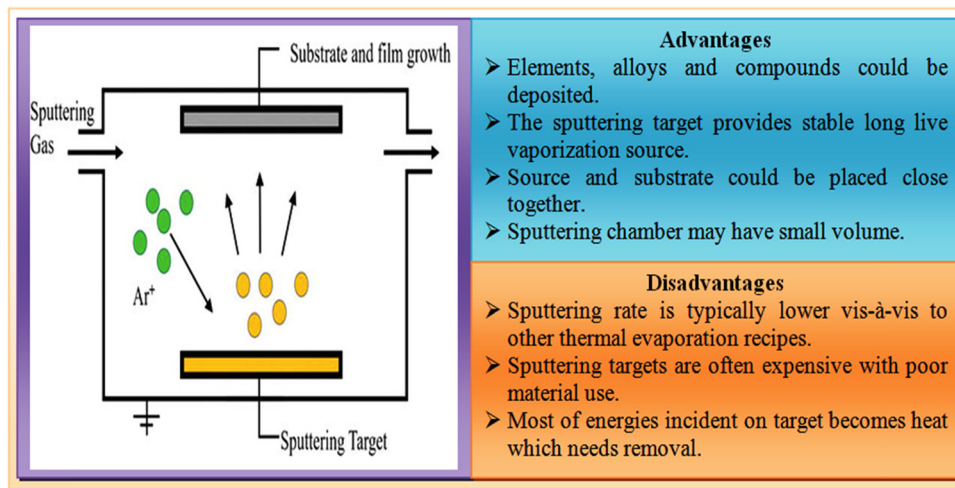 Substrate and film growth
Sputtering
Gas
Ar+
Sputtering Target
Advantages
➤ Elements, alloys and compounds could be
deposited.
➤ The sputtering target provides stable long live
vaporization source.
➤ Source and substrate could be placed close
together.
➤ Sputtering chamber may have small volume.
Disadvantages
➤ Sputtering rate is typically lower vis-à-vis to
other thermal evaporation recipes.
➤ Sputtering targets are often expensive with poor
material use.
➤ Most of energies incident on target becomes heat
which needs removal.